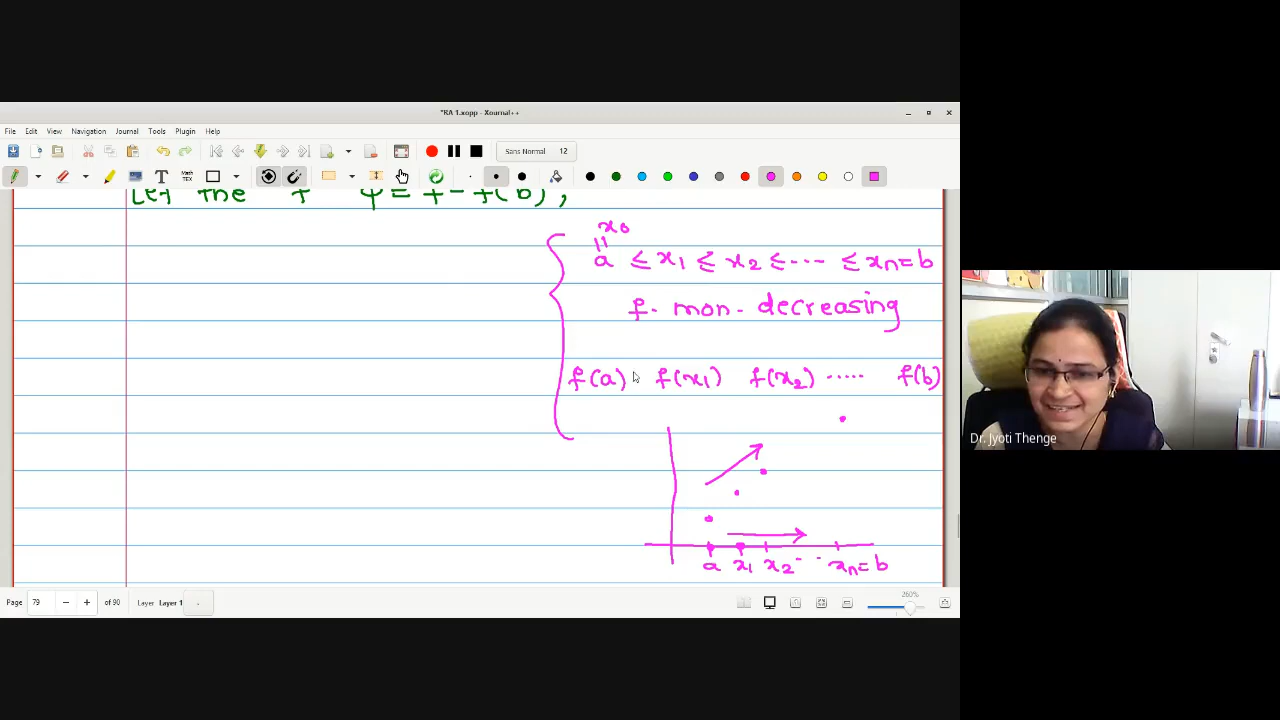 *RA 1.xopp - Xournal++
File Edit View Navigation Journal Tools Plugin Help
Sans Normal 12
Let the f ψ = f - f(b),
x0
a ≤ x1 ≤ x2 ≤ .... ≤ xn = b
f. mon- decreasing
f(a) f(x1) f(x2) ..... f(b)
a x1 x2 - .. xn = b
Dr. Jyoti Thenge
Page 79 of 90 Layer Layer 1 260%